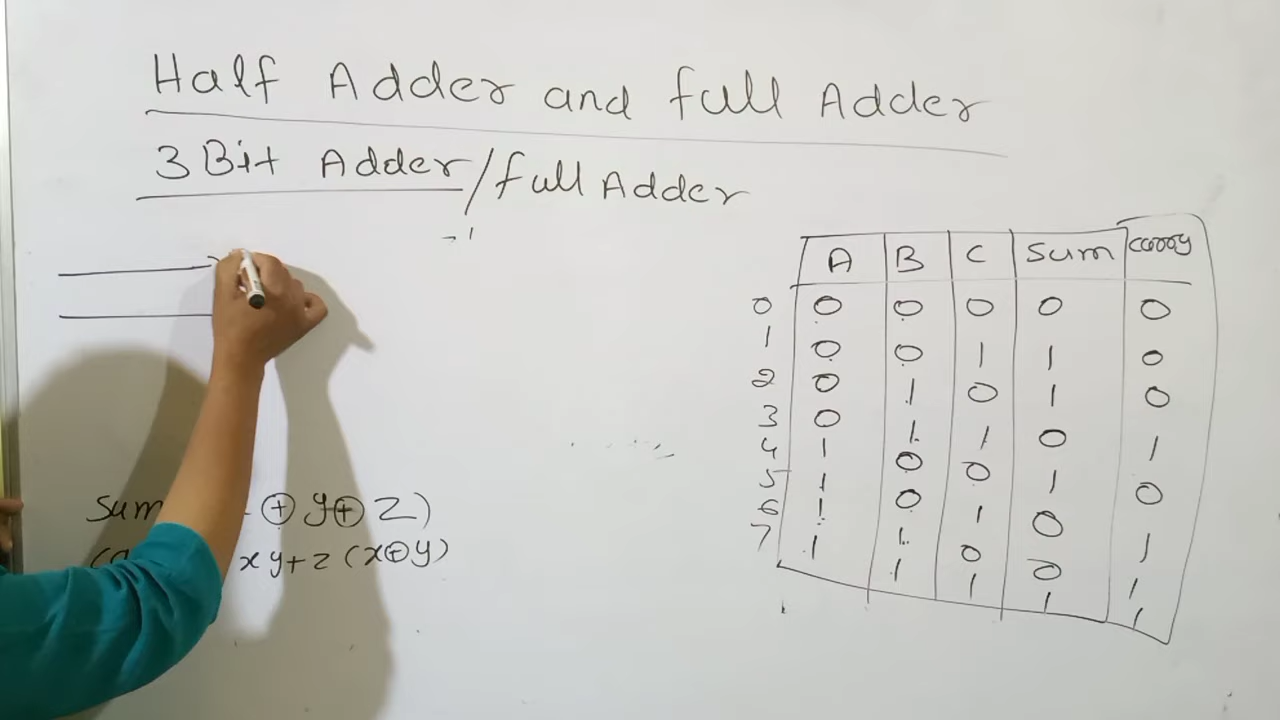 Half Adder and full Adder
3 Bit Adder/full Adder
A B C Sum carry
0 0 0 0 0 0
1 0 0 1 1 0
2 0 1 0 1 0
3 0 1 1 0 1
4 1 0 0 1 0
5 1 0 1 0 1
6 1 1 0 0 1
7 1 1 1 1 1
Sum ⊕ y ⊕ z)
xy+z(x⊕y)